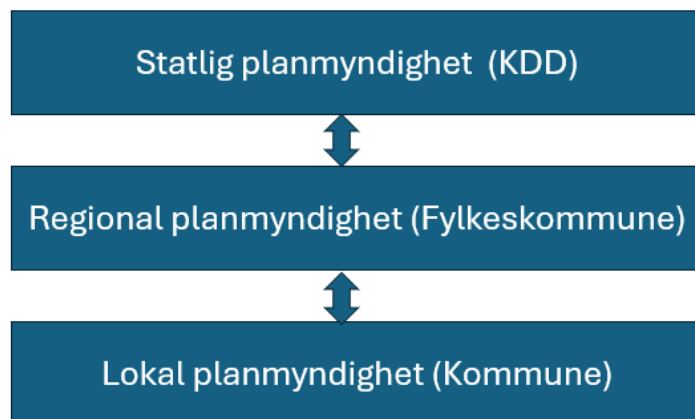 Statlig planmyndighet (KDD)
Regional planmyndighet (Fylkeskommune)
Lokal planmyndighet (Kommune)